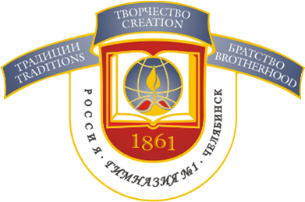 ТРАДИЦИИ
TRADITIONS
ТВОРЧЕСТВО
CREATION
БРАТСТВО
BROTHERHOOD
1861
РОССИЯ · ГИМНАЗИЯ №1 · ЧЕЛЯБИНСК